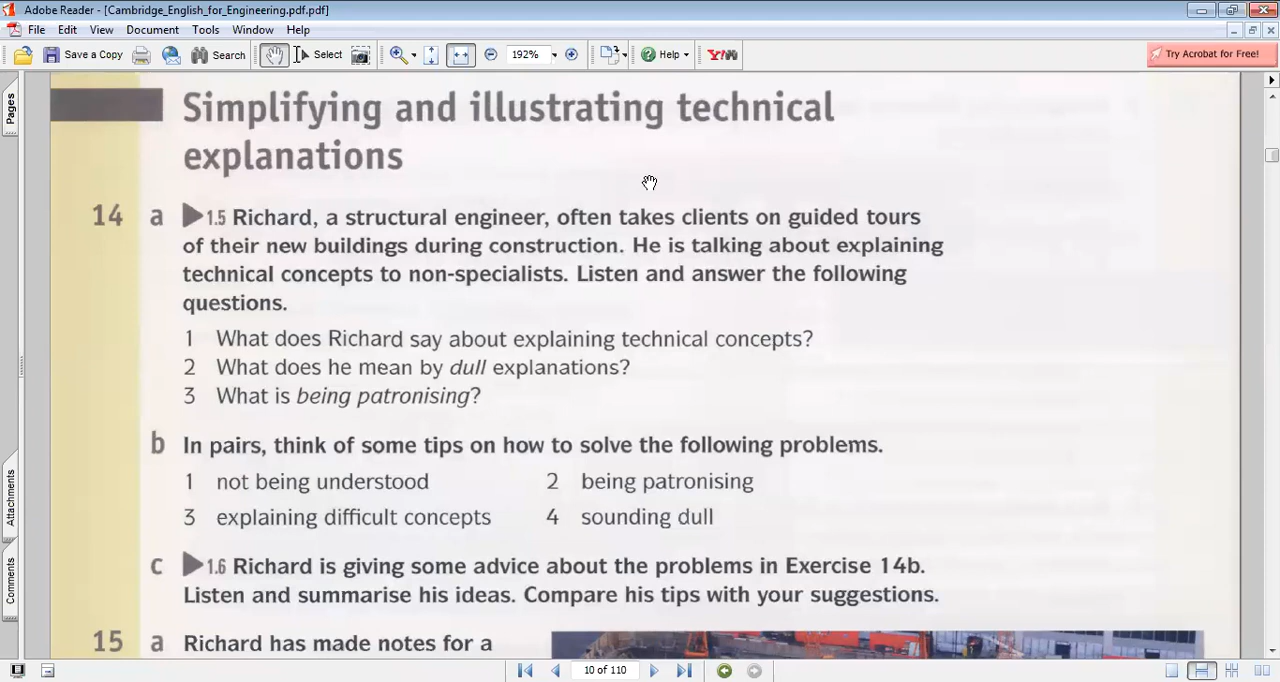 Adobe Reader - [Cambridge_English_for_Engineering.pdf.pdf]
File Edit View Document Tools Window Help
Save a Copy Search Select 192% Help Y! Try Acrobat for Free!
Pages
Simplifying and illustrating technical
explanations
14 a 1.5 Richard, a structural engineer, often takes clients on guided tours
of their new buildings during construction. He is talking about explaining
technical concepts to non-specialists. Listen and answer the following
questions.
1 What does Richard say about explaining technical concepts?
2 What does he mean by dull explanations?
3 What is being patronising?
b In pairs, think of some tips on how to solve the following problems.
1 not being understood 2 being patronising
3 explaining difficult concepts 4 sounding dull
Attachments
c 1.6 Richard is giving some advice about the problems in Exercise 14b.
Listen and summarise his ideas. Compare his tips with your suggestions.
Comments
15 a Richard has made notes for a
10 of 110